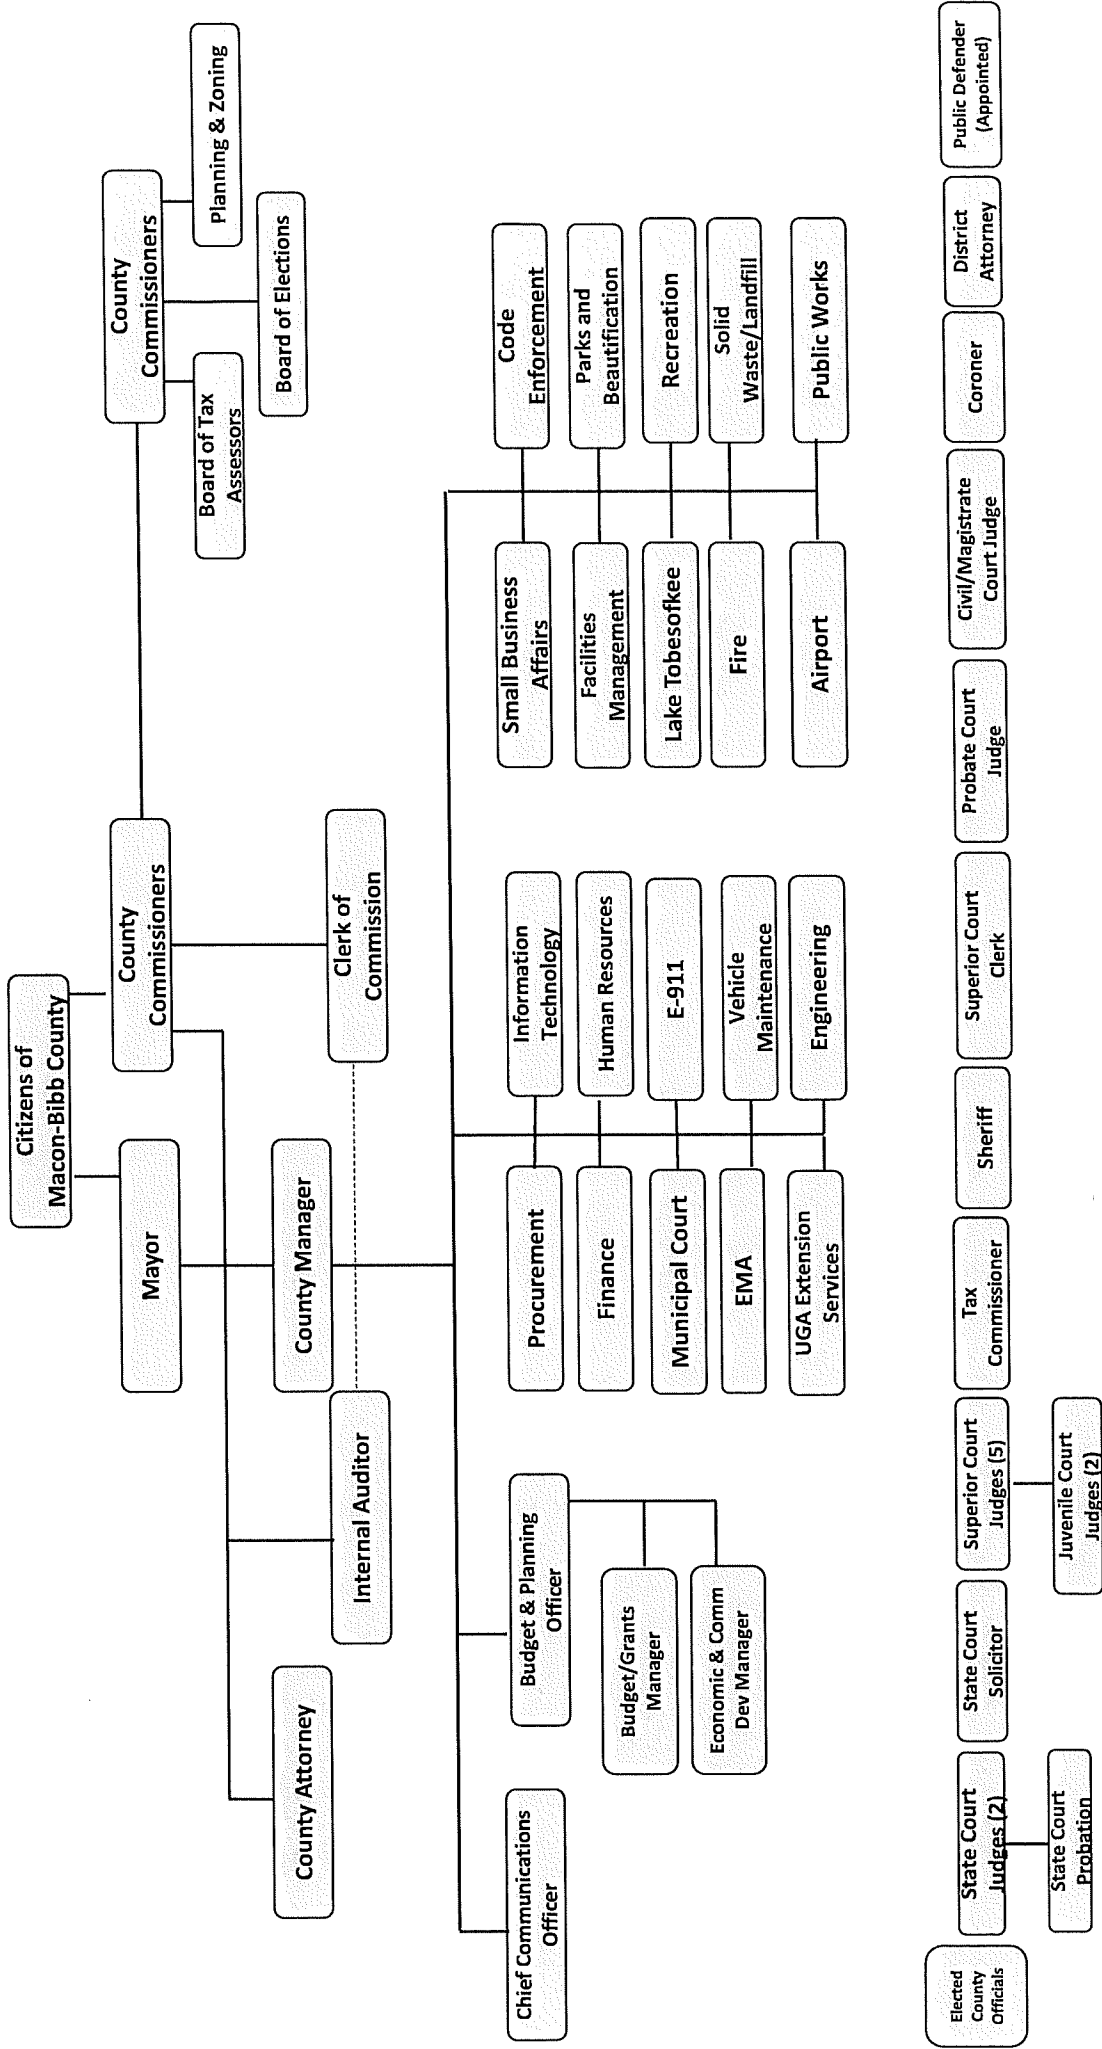 Citizens of
Macon-Bibb County
Mayor
County
Commissioners
County
Commissioners
Board of Tax
Assessors
Board of Elections
Planning & Zoning
County Attorney
Internal Auditor
County Manager
Clerk of
Commission
Chief Communications
Officer
Budget & Planning
Officer
Budget/Grants
Manager
Economic & Comm
Dev Manager
Procurement
Information
Technology
Finance
Human Resources
Municipal Court
E-911
EMA
Vehicle
Maintenance
UGA Extension
Services
Engineering
Small Business
Affairs
Code
Enforcement
Facilities
Management
Parks and
Beautification
Lake Tobesofkee
Recreation
Fire
Solid
Waste/Landfill
Airport
Public Works
Elected
County
Officials
State Court
Judges (2)
State Court
Probation
State Court
Solicitor
Superior Court
Judges (5)
Juvenile Court
Judges (2)
Tax
Commissioner
Sheriff
Superior Court
Clerk
Probate Court
Judge
Civil/Magistrate
Court Judge
Coroner
District
Attorney
Public Defender
(Appointed)